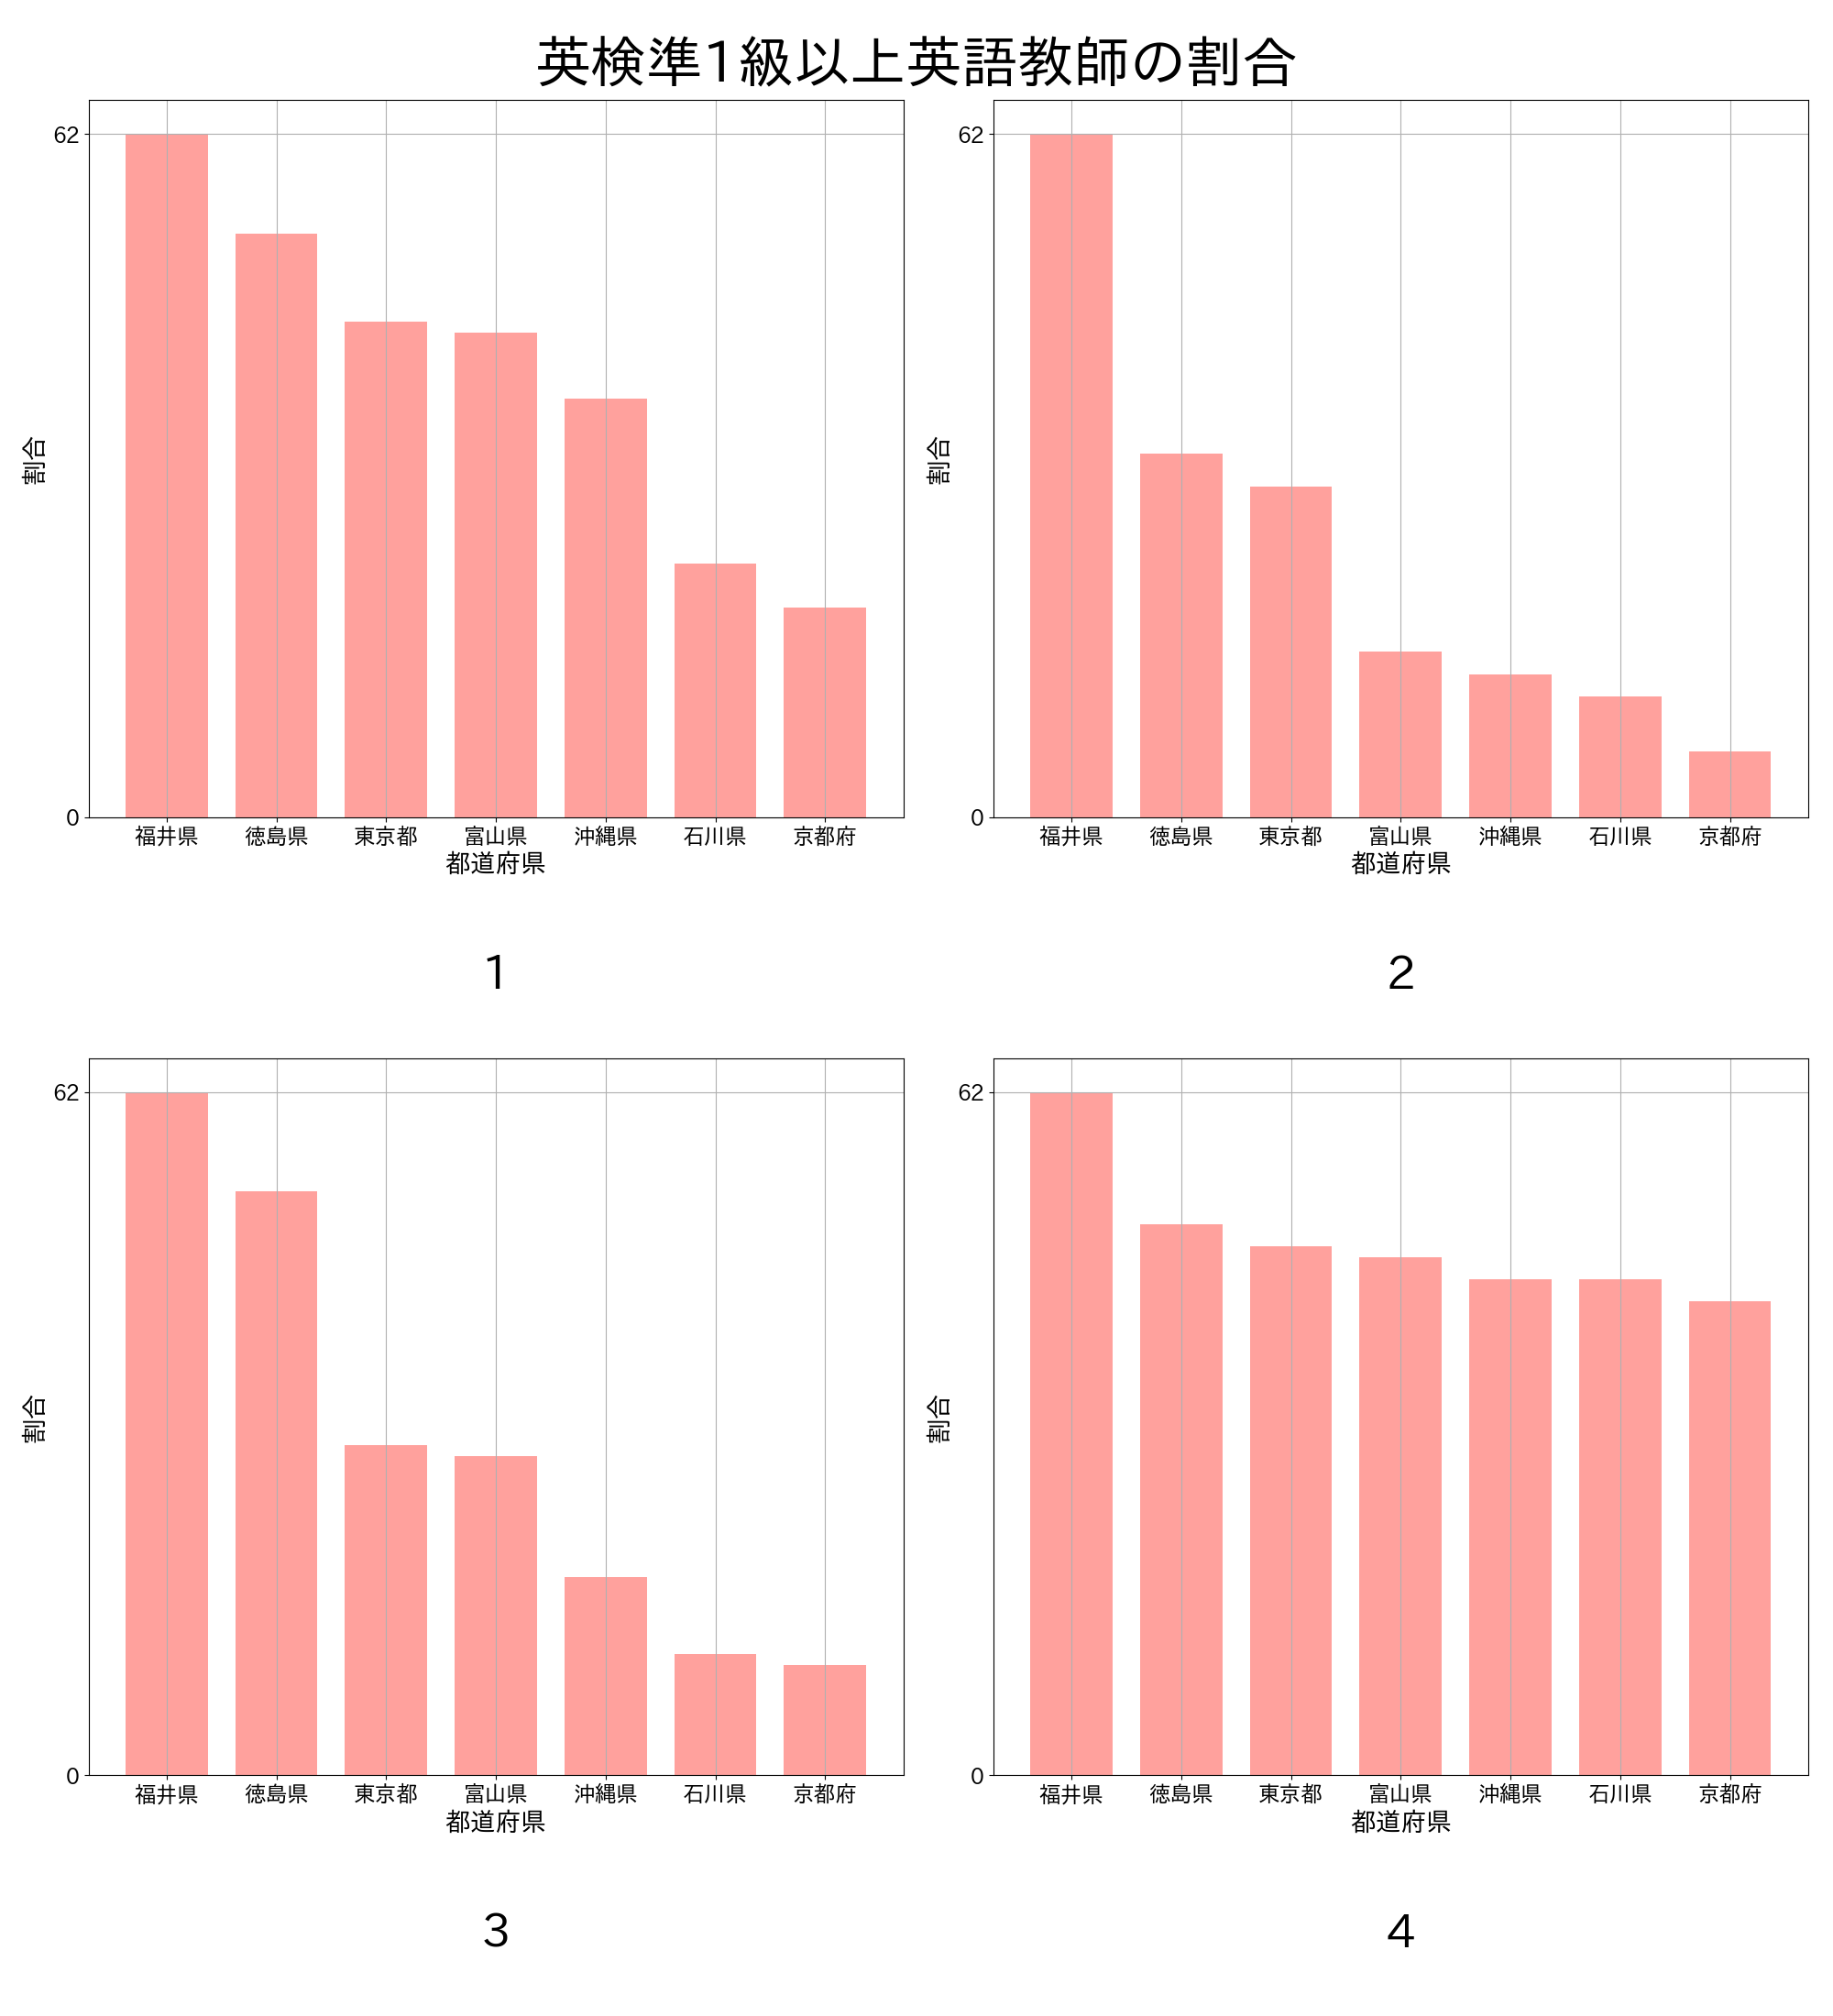 英検準1級以上英語教師の割合
62
割合
0
福井県 徳島県 東京都 富山県 沖縄県 石川県 京都府
都道府県
1
62
割合
0
福井県 徳島県 東京都 富山県 沖縄県 石川県 京都府
都道府県
2
62
割合
0
福井県 徳島県 東京都 富山県 沖縄県 石川県 京都府
都道府県
3
62
割合
0
福井県 徳島県 東京都 富山県 沖縄県 石川県 京都府
都道府県
4